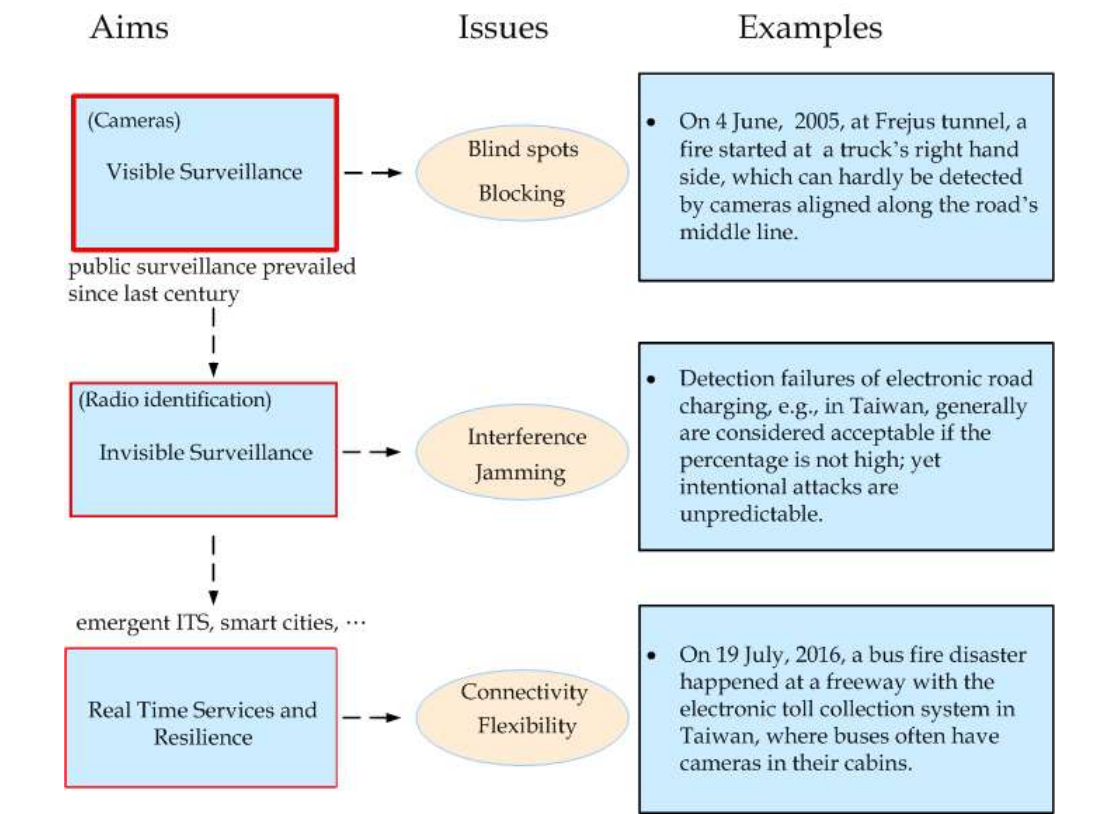 Aims
Issues
Examples
(Cameras)
Visible Surveillance
Blind spots
Blocking
• On 4 June, 2005, at Frejus tunnel, a
fire started at a truck's right hand
side, which can hardly be detected
by cameras aligned along the road's
middle line.
public surveillance prevailed
since last century
(Radio identification)
Invisible Surveillance
Interference
Jamming
• Detection failures of electronic road
charging, e.g., in Taiwan, generally
are considered acceptable if the
percentage is not high; yet
intentional attacks are
unpredictable.
emergent ITS, smart cities, ···
Real Time Services and
Resilience
Connectivity
Flexibility
• On 19 July, 2016, a bus fire disaster
happened at a freeway with the
electronic toll collection system in
Taiwan, where buses often have
cameras in their cabins.